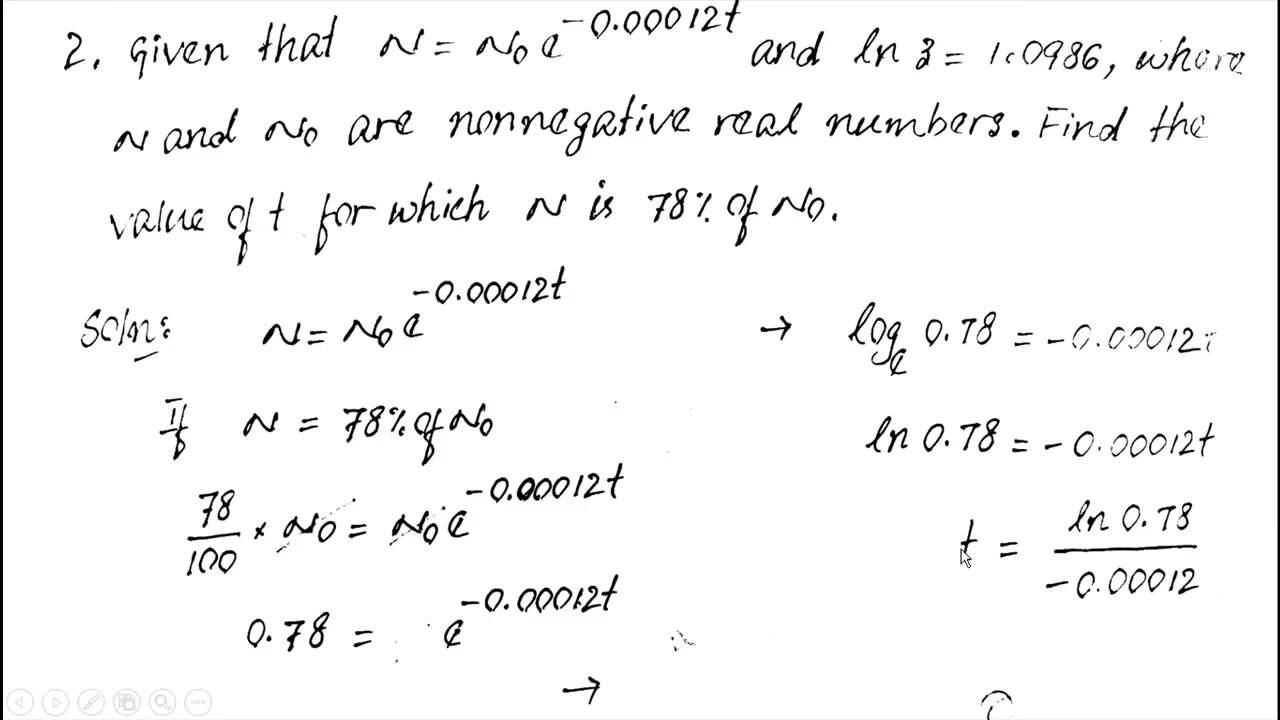 2. Given that N = N₀e^-0.00012t and ln 3 = 1.0986, where
N and N₀ are nonnegative real numbers. Find the
value of t for which N is 78% of N₀.
Soln: N = N₀e^-0.00012t
If N = 78% of N₀
78/100 × N₀ = N₀e^-0.00012t
0.78 = e^-0.00012t
→
→ logₑ 0.78 = -0.00012t
ln 0.78 = -0.00012t
t = ln 0.78 / -0.00012